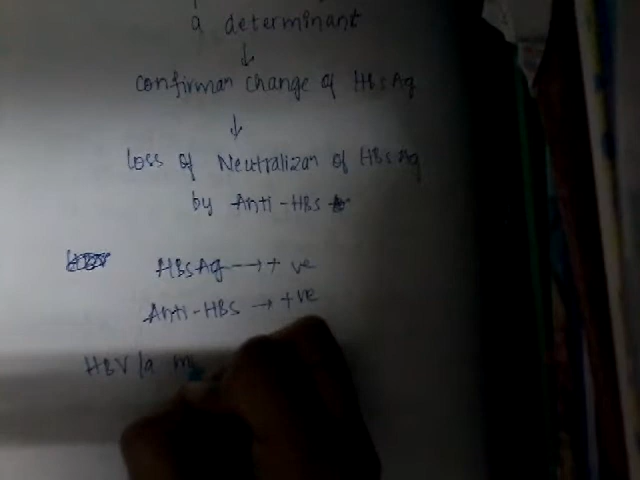 a determinant
↓
Confirman change of HBsAg
↓
Loss of Neutralizan of HBsAg
by Anti-HBs
HBsAg → + ve
Anti-HBS → +ve
HBV/a m